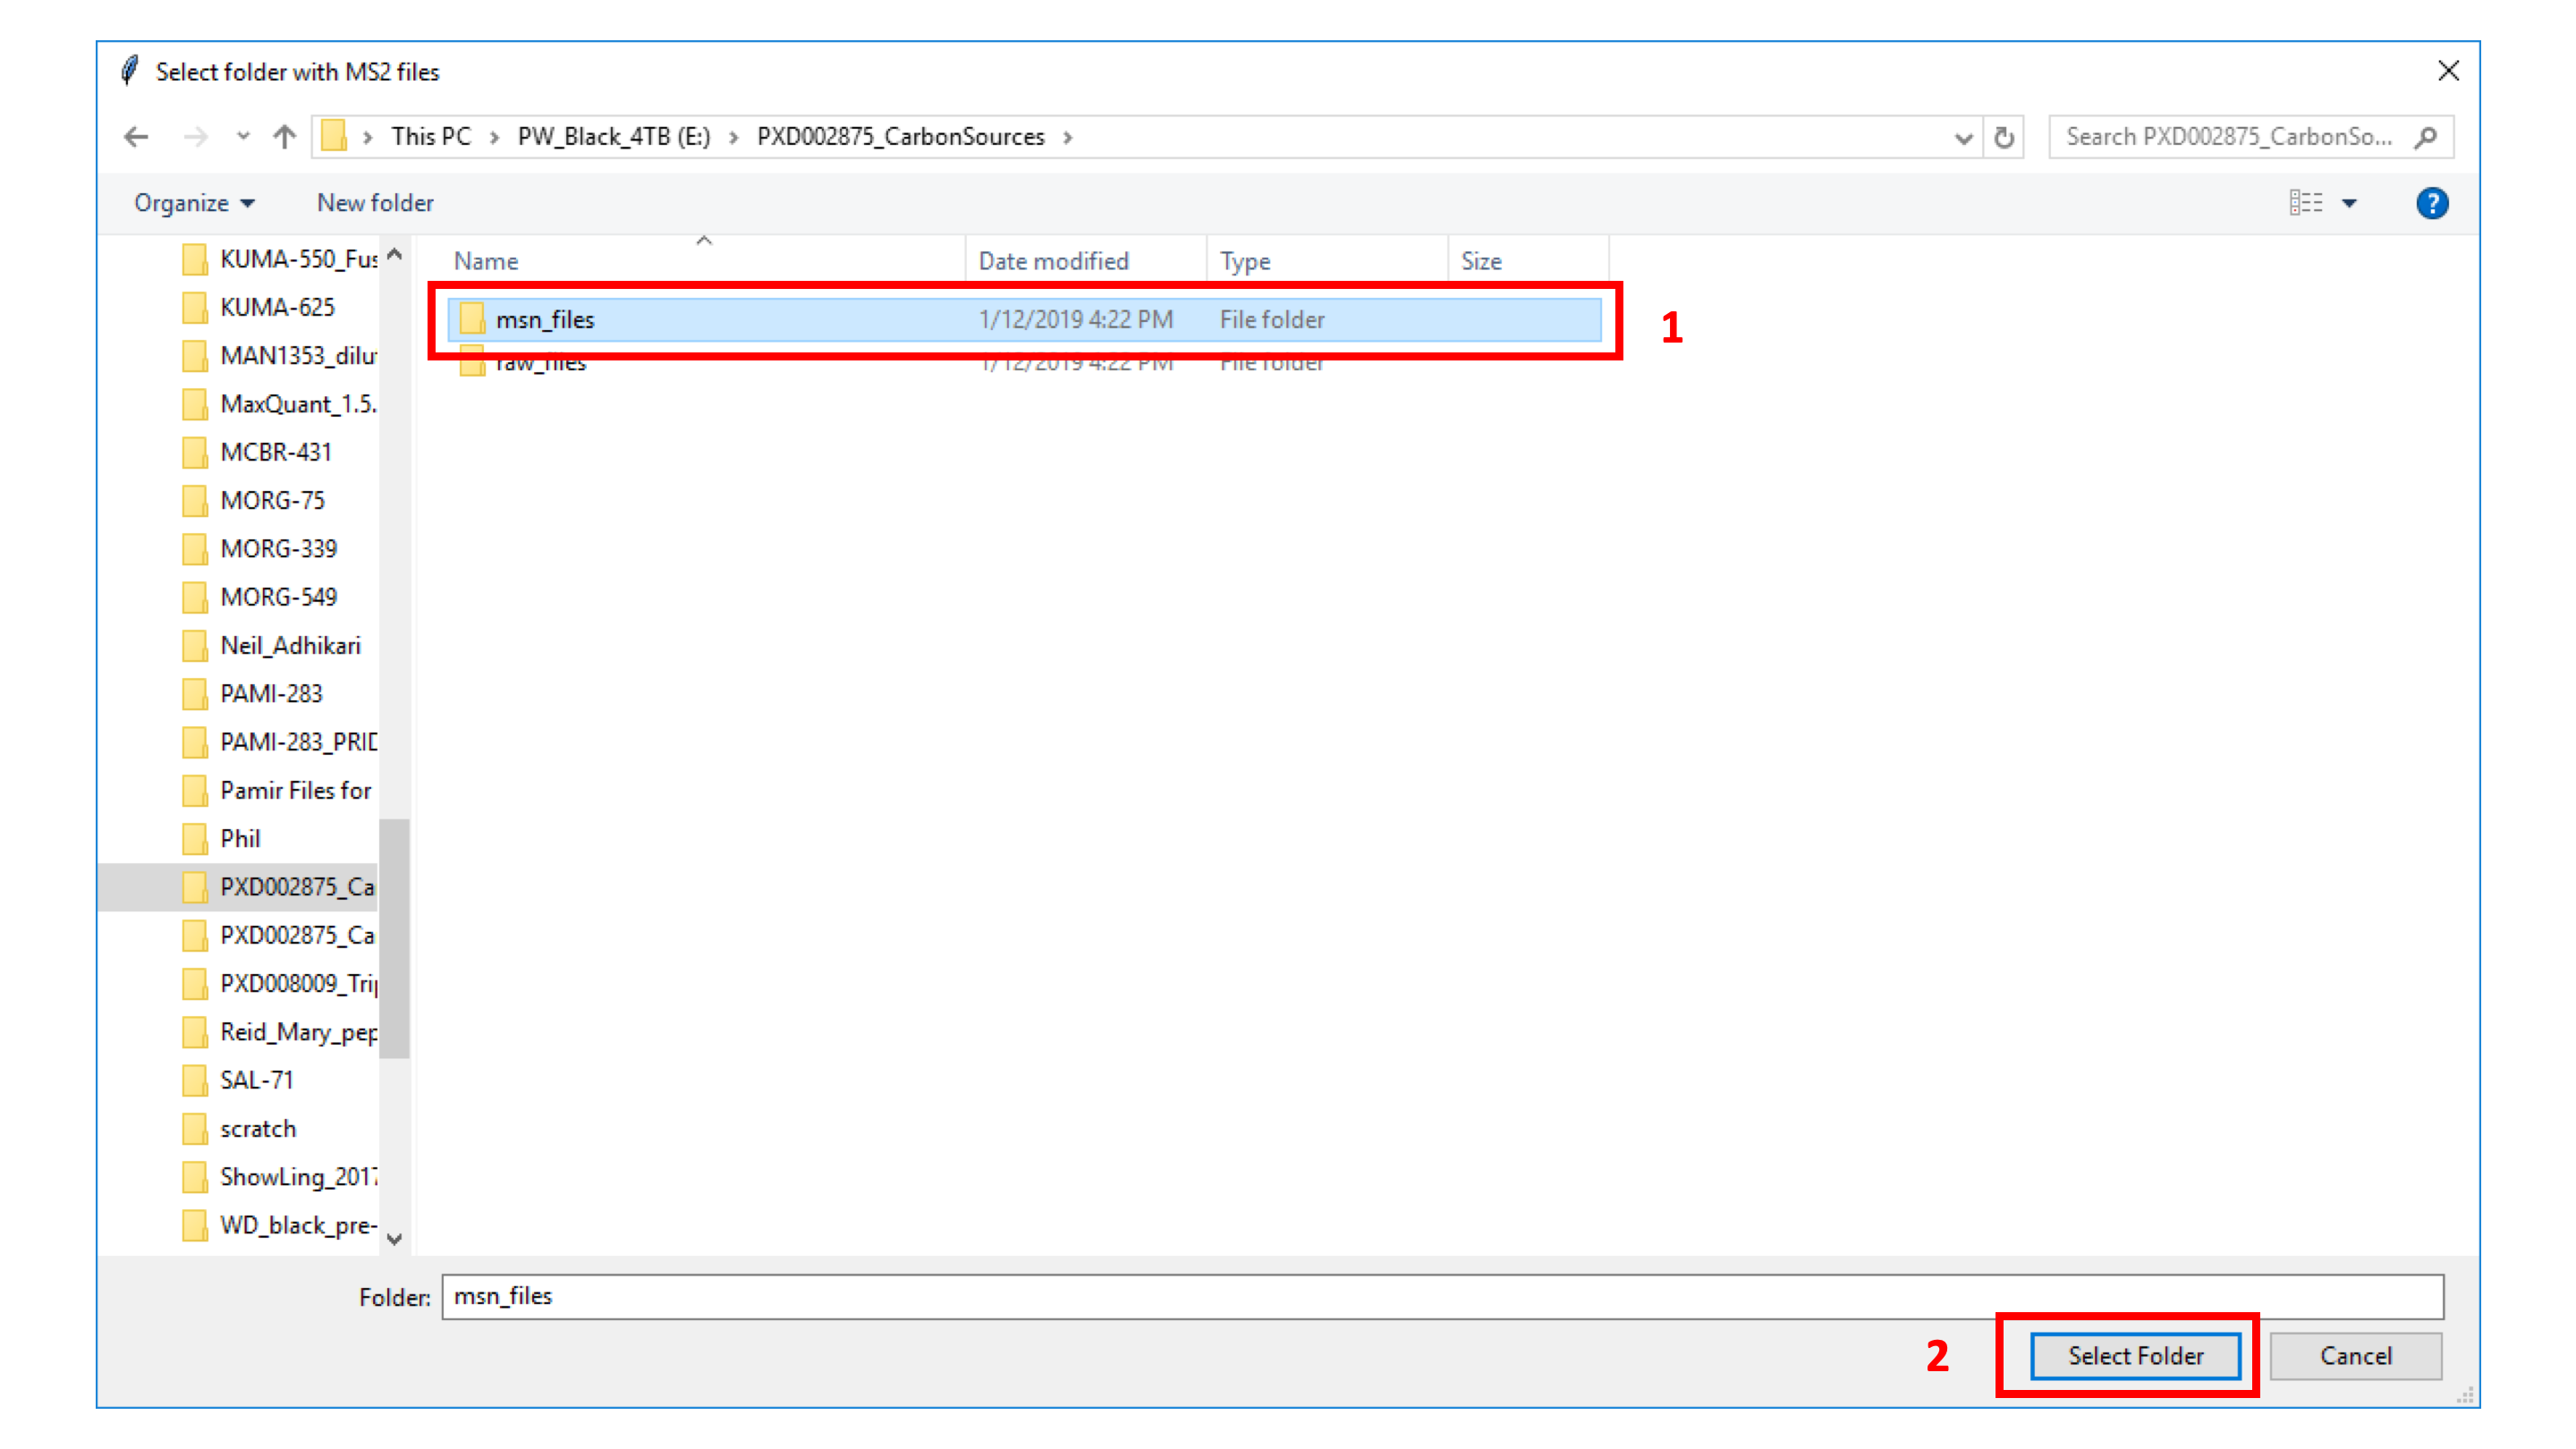 Select folder with MS2 files
This PC > PW_Black_4TB (E:) > PXD002875_CarbonSources >
Search PXD002875_CarbonSo...
Organize
New folder
Name
Date modified
Type
Size
msn_files
1/12/2019 4:22 PM
File folder
1
raw_files
1/12/2019 4:22 PM
File folder
KUMA-550_Fus
KUMA-625
MAN1353_dilu
MaxQuant_1.5.
MCBR-431
MORG-75
MORG-339
MORG-549
Neil_Adhikari
PAMI-283
PAMI-283_PRID
Pamir Files for
Phil
PXD002875_Ca
PXD002875_Ca
PXD008009_Trip
Reid_Mary_pep
SAL-71
scratch
ShowLing_2017
WD_black_pre-
Folder: msn_files
2
Select Folder
Cancel